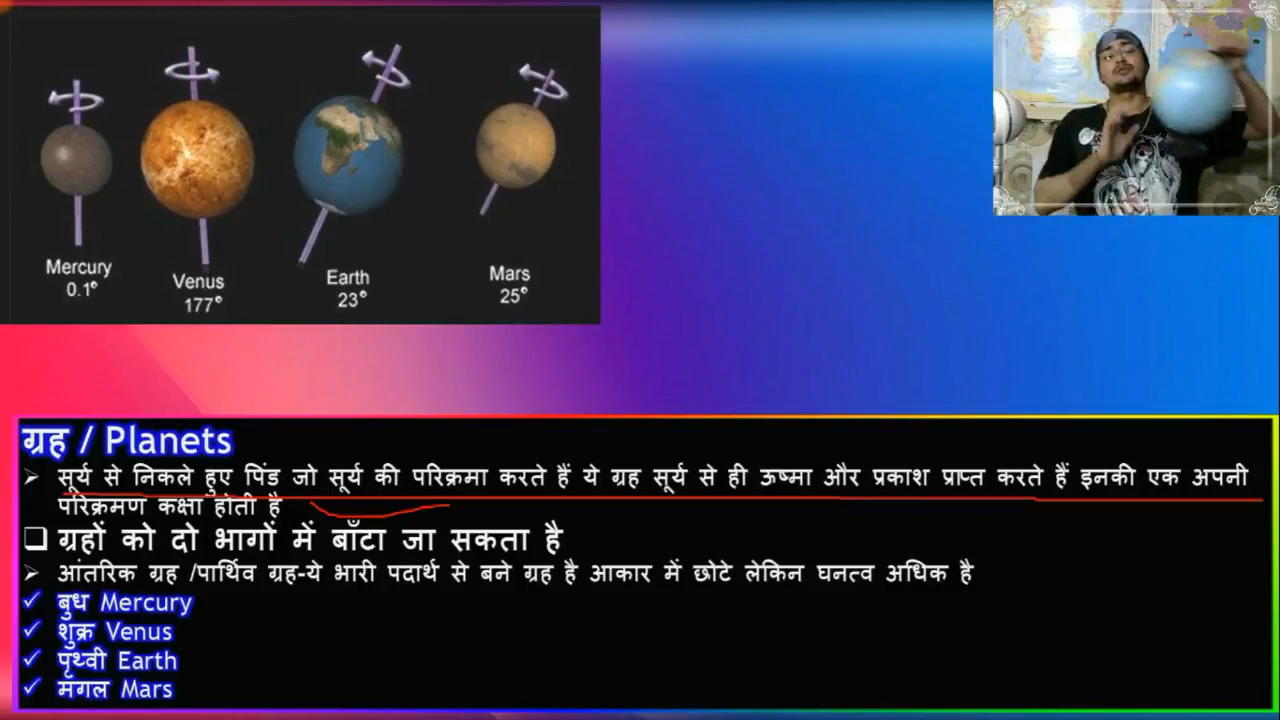 Mercury
0.1°
Venus
177°
Earth
23°
Mars
25°
ग्रह / Planets
सूर्य से निकले हुए पिंड जो सूर्य की परिक्रमा करते हैं ये ग्रह सूर्य से ही ऊष्मा और प्रकाश प्राप्त करते हैं इनकी एक अपनी
परिक्रमण कक्षा होती है
ग्रहों को दो भागों में बाँटा जा सकता है
आंतरिक ग्रह /पार्थिव ग्रह-ये भारी पदार्थ से बने ग्रह है आकार में छोटे लेकिन घनत्व अधिक है
बुध Mercury
शुक्र Venus
पृथ्वी Earth
मंगल Mars